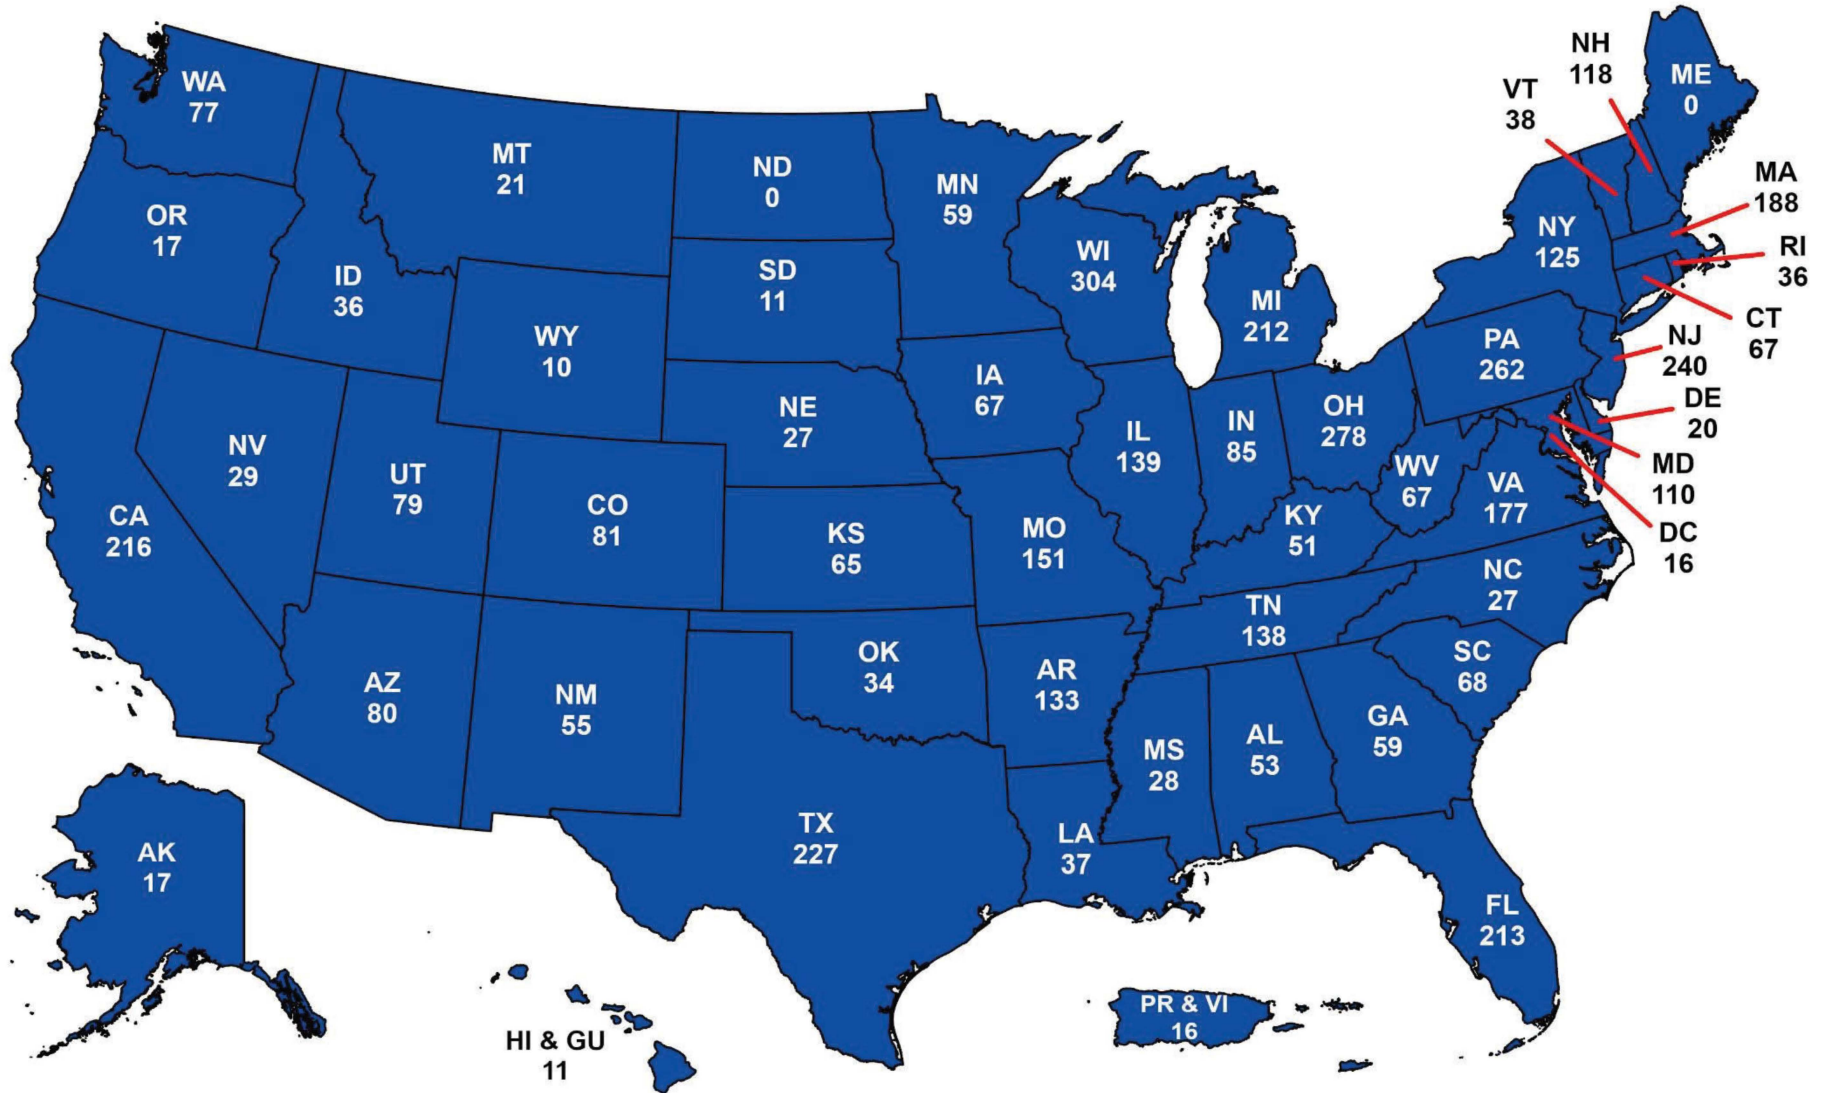 WA
77
OR
17
CA
216
ID
36
NV
29
MT
21
WY
10
UT
79
AZ
80
CO
81
NM
55
ND
0
SD
11
NE
27
KS
65
OK
34
TX
227
MN
59
IA
67
MO
151
AR
133
LA
37
WI
304
IL
139
MI
212
IN
85
OH
278
KY
51
TN
138
MS
28
AL
53
GA
59
FL
213
SC
68
NC
27
VA
177
WV
67
PA
262
NY
125
VT
38
NH
118
ME
0
MA
188
RI
36
CT
67
NJ
240
DE
20
MD
110
DC
16
AK
17
HI & GU
11
PR & VI
16